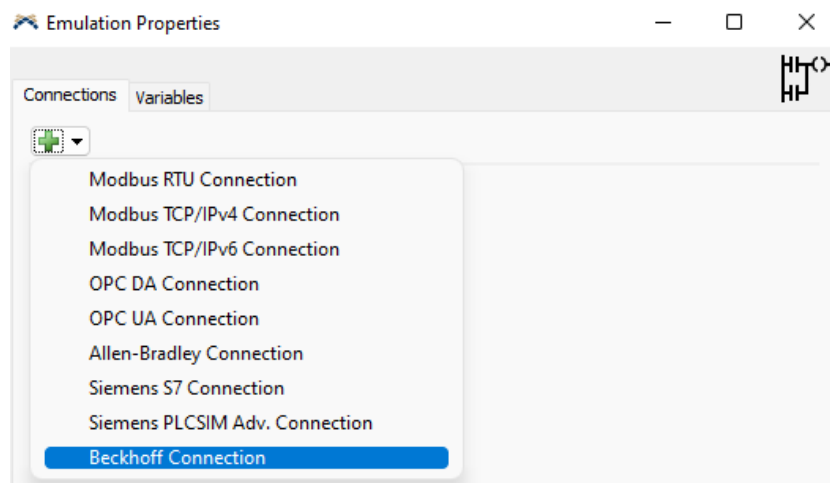 Emulation Properties
Connections
Variables
Modbus RTU Connection
Modbus TCP/IPv4 Connection
Modbus TCP/IPv6 Connection
OPC DA Connection
OPC UA Connection
Allen-Bradley Connection
Siemens S7 Connection
Siemens PLCSIM Adv. Connection
Beckhoff Connection